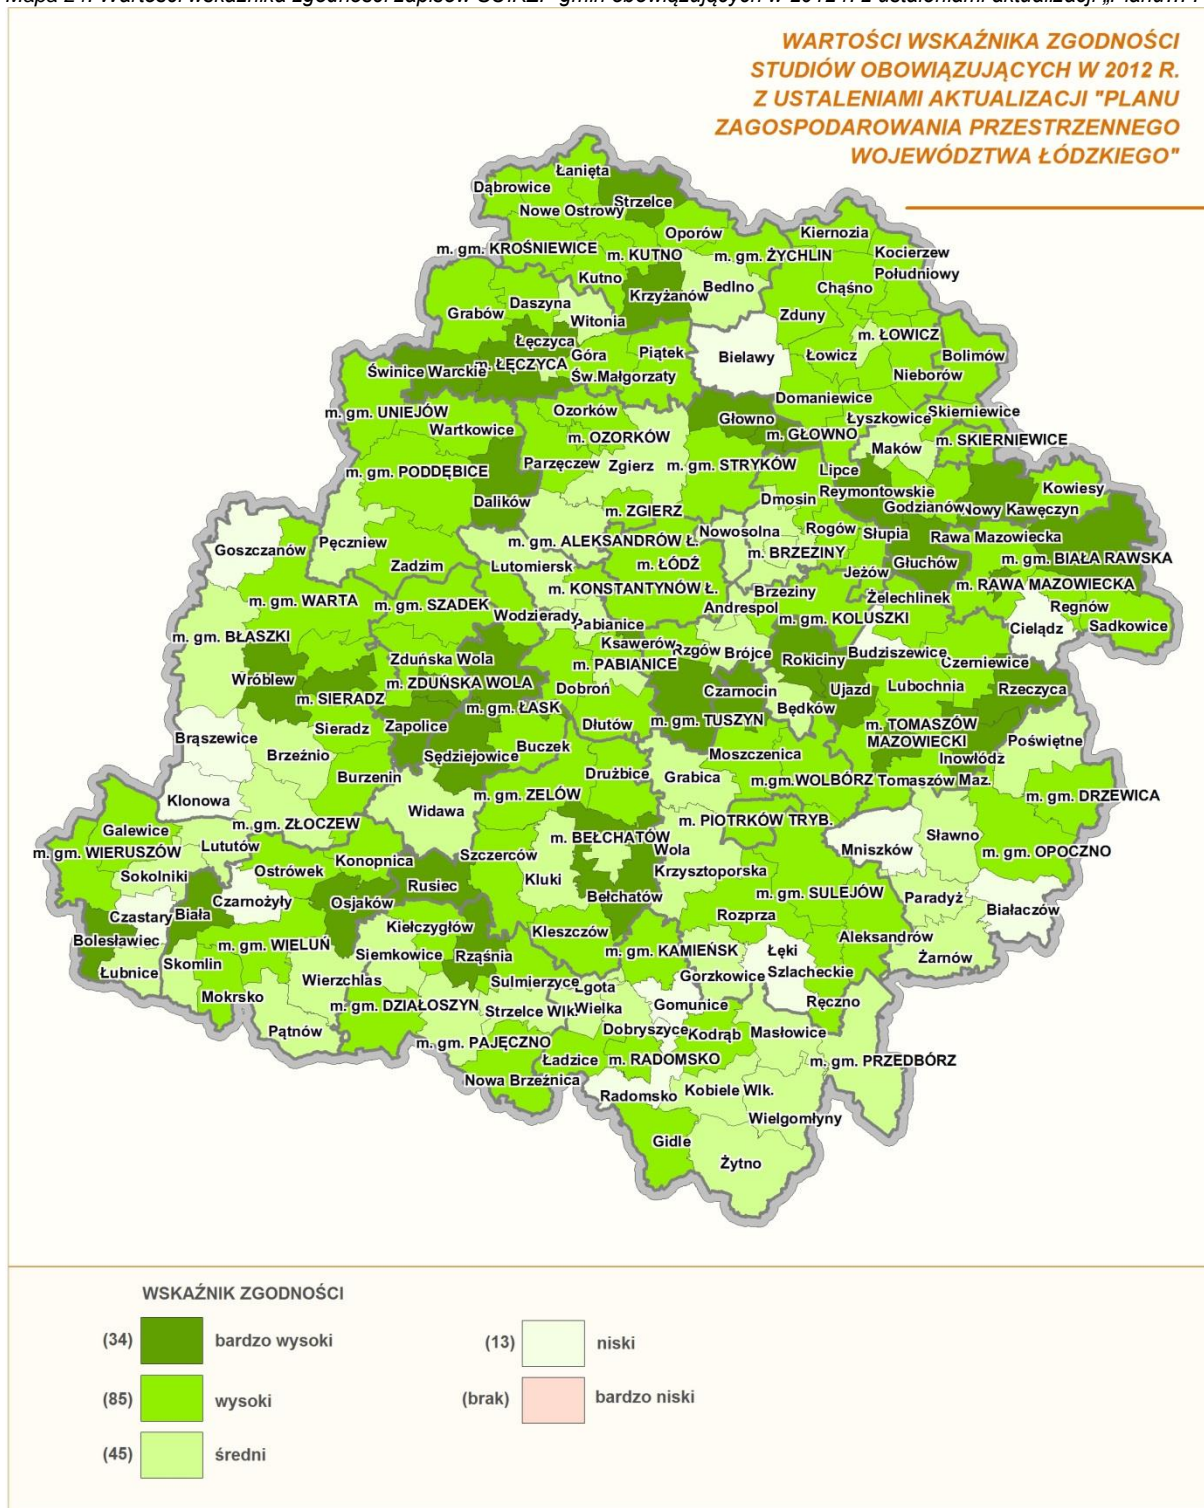 WARTOŚCI WSKAŹNIKA ZGODNOŚCI
STUDIÓW OBOWIĄZUJĄCYCH W 2012 R.
Z USTALENIAMI AKTUALIZACJI "PLANU
ZAGOSPODAROWANIA PRZESTRZENNEGO
WOJEWÓDZTWA ŁÓDZKIEGO"
Łanięta
Dąbrowice
Strzelce
Nowe Ostrowy
Oporów
Kiernozia
m. gm. KROŚNIEWICE
m. KUTNO
m. gm. ŻYCHLIN
Kocierzew
Południowy
Kutno
Bedlno
Chąśno
Daszyna
Krzyżanów
Grabów
Witonia
Zduny
m. ŁOWICZ
Łęczyca
Góra
Św.Małgorzaty
Piątek
Bielawy
Łowicz
Bolimów
Świnice Warckie
m. ŁĘCZYCA
Nieborów
Domaniewice
m. gm. UNIEJÓW
Ozorków
Głowno
Łyszkowice
Skierniewice
Wartkowice
m. OZORKÓW
m. GŁOWNO
Maków
m. SKIERNIEWICE
m. gm. PODDĘBICE
Parzęczew
Zgierz
m. gm. STRYKÓW
Lipce
Reymontowskie
Kowiesy
Dalików
Dmosin
Godzianów
Nowy Kawęczyn
m. ZGIERZ
Nowosolna
Rogów
Słupia
Rawa Mazowiecka
Goszczanów
Pęczniew
m. gm. ALEKSANDRÓW Ł.
m. BRZEZINY
m. gm. BIAŁA RAWSKA
Zadzim
Lutomiersk
m. ŁÓDŹ
Jeżów
Głuchów
m. RAWA MAZOWIECKA
m. KONSTANTYNÓW Ł.
Brzeziny
Żelechlinek
Regnów
m. gm. WARTA
m. gm. SZADEK
Wodzierady
Pabianice
Andrespol
m. gm. KOLUSZKI
Cielądz
Sadkowice
m. gm. BŁASZKI
Ksawerów
Rzgów
Brójce
Rokiciny
Budziszewice
Czerniewice
Zduńska Wola
m. PABIANICE
Wróblew
m. ZDUŃSKA WOLA
Dobroń
Czarnocin
Ujazd
Lubochnia
Rzeczyca
m. SIERADZ
m. gm. ŁASK
m. gm. TUSZYN
Będków
Sieradz
Zapolice
Dłutów
m. TOMASZÓW
MAZOWIECKI
Poświętne
Brąszewice
Brzeźnio
Sędziejowice
Buczek
Moszczenica
Inowłódz
Burzenin
Drużbice
Grabica
m.gm.WOLBÓRZ
Tomaszów Maz.
Klonowa
Widawa
m. gm. ZELÓW
m. gm. DRZEWICA
m. gm. ZŁOCZEW
m. PIOTRKÓW TRYB.
Galewice
Lututów
m. BEŁCHATÓW
Sławno
m. gm. WIERUSZÓW
Konopnica
Szczerców
Wola
Krzysztoporska
Mniszków
m. gm. OPOCZNO
Sokolniki
Ostrówek
Rusiec
Kluki
Czarnożyły
Osjaków
Bełchatów
m. gm. SULEJÓW
Paradyż
Czastary
Biała
Rozprza
Białaczów
Bolesławiec
Kiełczygłów
Kleszczów
Aleksandrów
m. gm. WIELUŃ
Siemkowice
Rząśnia
m. gm. KAMIEŃSK
Łęki
Szlacheckie
Żarnów
Łubnice
Skomlin
Wierzchlas
Sulmierzyce
Gorzkowice
Mokrsko
Lgota
Wielka
Gomunice
Ręczno
m. gm. DZIAŁOSZYN
Strzelce Wlk.
Pątnów
Dobryszyce
Kodrąb
Masłowice
m. gm. PAJĘCZNO
Ładzice
m. RADOMSKO
m. gm. PRZEDBÓRZ
Nowa Brzeźnica
Radomsko
Kobiele Wlk.
Wielgomłyny
Gidle
Żytno
WSKAŹNIK ZGODNOŚCI
(34) bardzo wysoki
(85) wysoki
(45) średni
(13) niski
(brak) bardzo niski